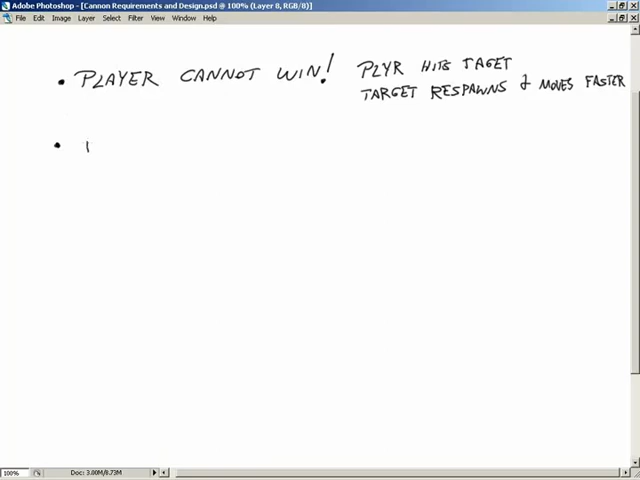 Adobe Photoshop - [Cannon Requirements and Design.psd @ 100% (Layer 8, RGB/8)]
File Edit Image Layer Select Filter View Window Help
• PLAYER CANNOT WIN! PLYR HITS TAGET
TARGET RESPAWNS & MOVES FASTER
•
100% Doc: 3.00M/8.73M